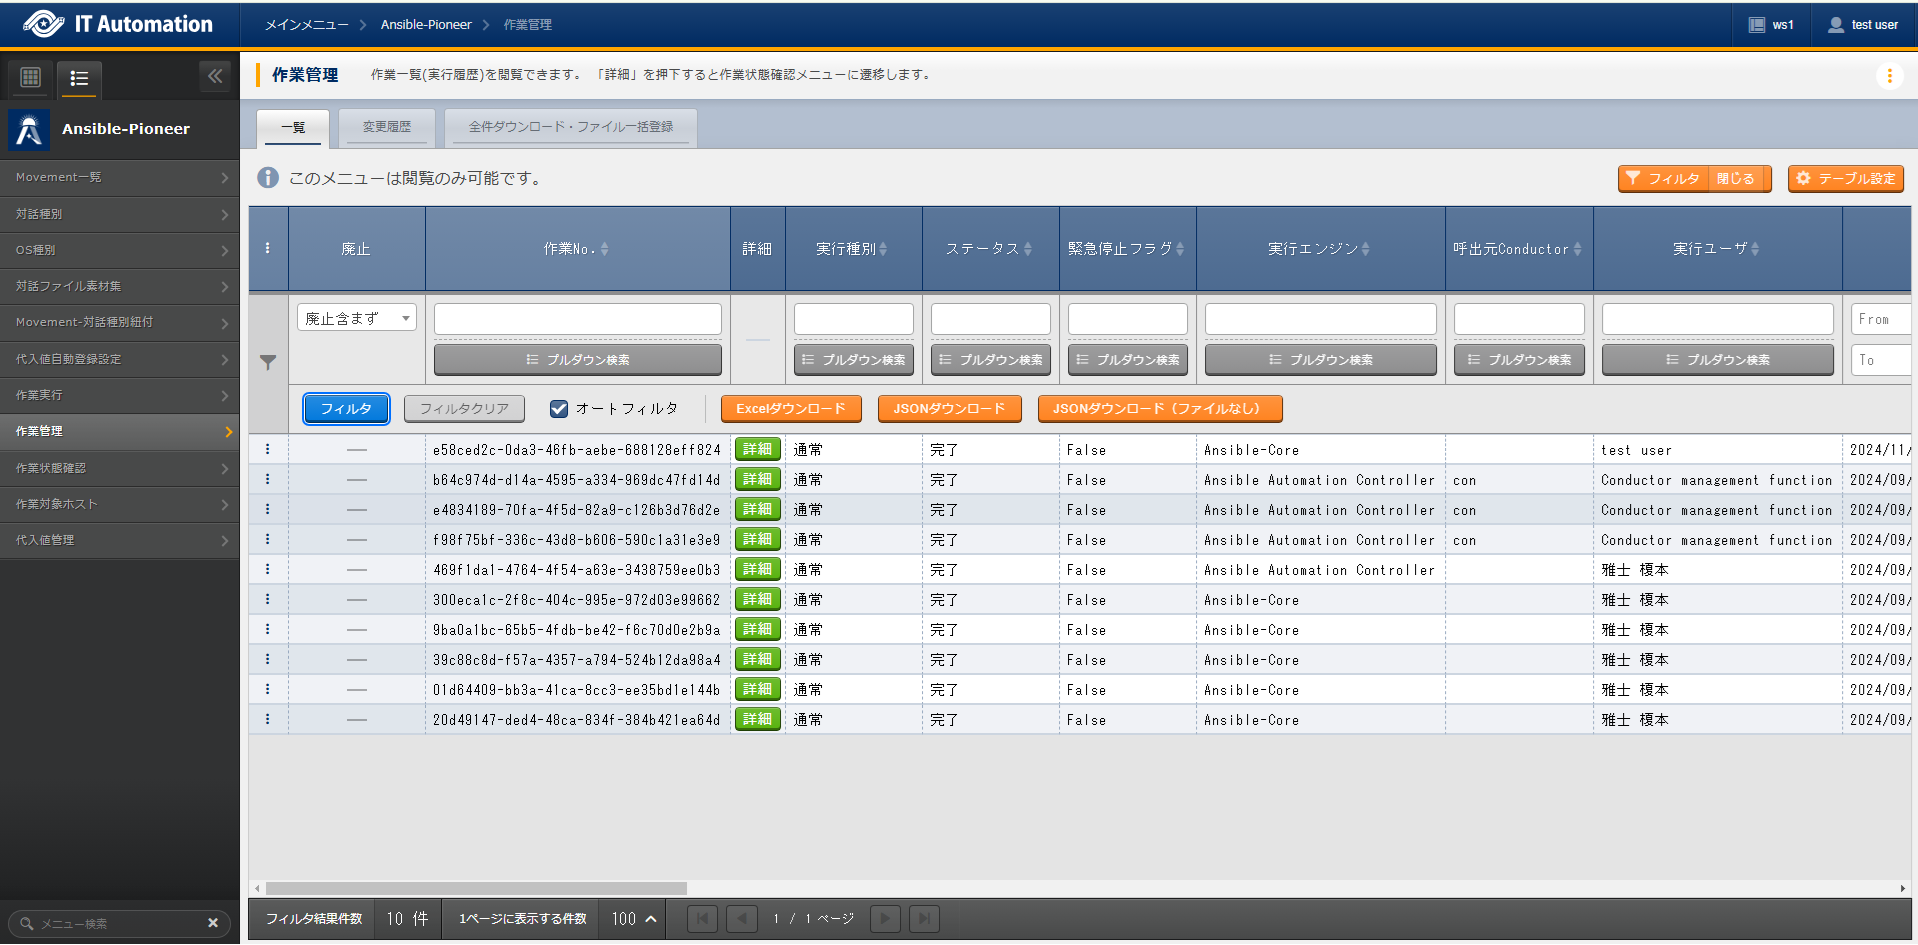 IT Automation
メインメニュー > Ansible-Pioneer > 作業管理
ws1
test user
Ansible-Pioneer
Movement一覧
対話種別
OS種別
対話ファイル素材集
Movement-対話種別紐付
代入値自動登録設定
作業実行
作業管理
作業状態確認
作業対象ホスト
代入値管理
メニュー検索
作業管理 作業一覧(実行履歴)を閲覧できます。 「詳細」を押下すると作業状態確認メニューに遷移します。
一覧 変更履歴 全件ダウンロード・ファイル一括登録
このメニューは閲覧のみ可能です。
フィルタ 閉じる テーブル設定
廃止 作業No. 詳細 実行種別 ステータス 緊急停止フラグ 実行エンジン 呼出元Conductor 実行ユーザ
廃止含まず From
プルダウン検索 プルダウン検索 プルダウン検索 プルダウン検索 プルダウン検索 プルダウン検索 プルダウン検索 To
フィルタ フィルタクリア オートフィルタ Excelダウンロード JSONダウンロード JSONダウンロード（ファイルなし）
e58ced2c-0da3-46fb-aebe-688128eff824 詳細 通常 完了 False Ansible-Core test user 2024/11/
b64c974d-d14a-4595-a334-969dc47fd14d 詳細 通常 完了 False Ansible Automation Controller con Conductor management function 2024/09/
e4834189-70fa-4f5d-82a9-c126b3d76d2e 詳細 通常 完了 False Ansible Automation Controller con Conductor management function 2024/09/
f98f75bf-336c-43d8-b606-590c1a31e3e9 詳細 通常 完了 False Ansible Automation Controller con Conductor management function 2024/09/
469f1da1-4764-4f54-a63e-3438759ee0b3 詳細 通常 完了 False Ansible Automation Controller 雅士 榎本 2024/09/
300eca1c-2f8c-404c-995e-972d03e99662 詳細 通常 完了 False Ansible-Core 雅士 榎本 2024/09/
9ba0a1bc-65b5-4fdb-be42-f6c70d0e2b9a 詳細 通常 完了 False Ansible-Core 雅士 榎本 2024/09/
39c88c8d-f57a-4357-a794-524b12da98a4 詳細 通常 完了 False Ansible-Core 雅士 榎本 2024/09/
01d64409-bb3a-41ca-8cc3-ee35bd1e144b 詳細 通常 完了 False Ansible-Core 雅士 榎本 2024/09/
20d49147-ded4-48ca-834f-384b421ea64d 詳細 通常 完了 False Ansible-Core 雅士 榎本 2024/09/
フィルタ結果件数 10 件 1ページに表示する件数 100 1 / 1 ページ